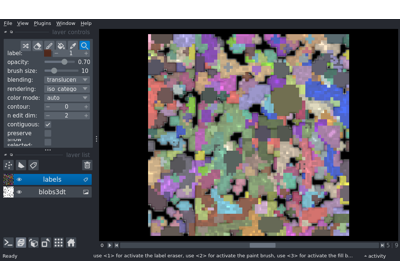 File View Plugins Window Help
layer controls
label: 1
opacity: 0.70
brush size: 10
blending: translucen
rendering: iso_catego
color mode: auto
contour: 0
n edit dim: 2
contiguous:
preserve
show
selected:
layer list
labels
blobs3dt
Ready
use <1> for activate the label eraser, use <2> for activate the paint brush, use <3> for activate the fill b...
activity